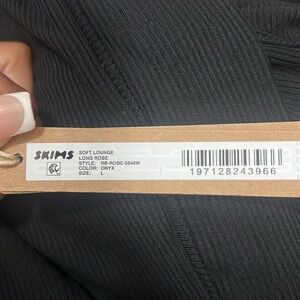 SKIMS
SOFT LOUNGE
LONG ROBE
STYLE: RB-ROBE-5848W
COLOR: ONYX
SIZE: L
197128243966